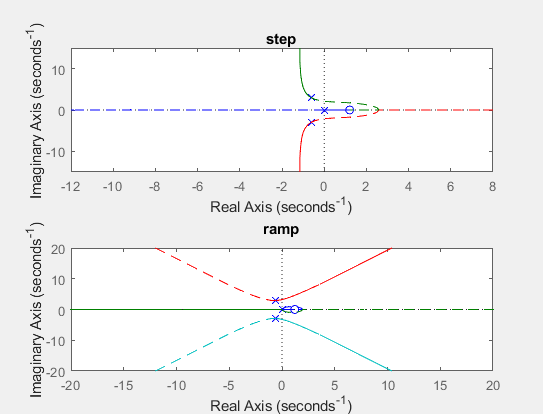 step
Imaginary Axis (seconds-1)
10
0
-10
-12 -10 -8 -6 -4 -2 0 2 4 6 8
Real Axis (seconds-1)
ramp
Imaginary Axis (seconds-1)
20
10
0
-10
-20
-20 -15 -10 -5 0 5 10 15 20
Real Axis (seconds-1)